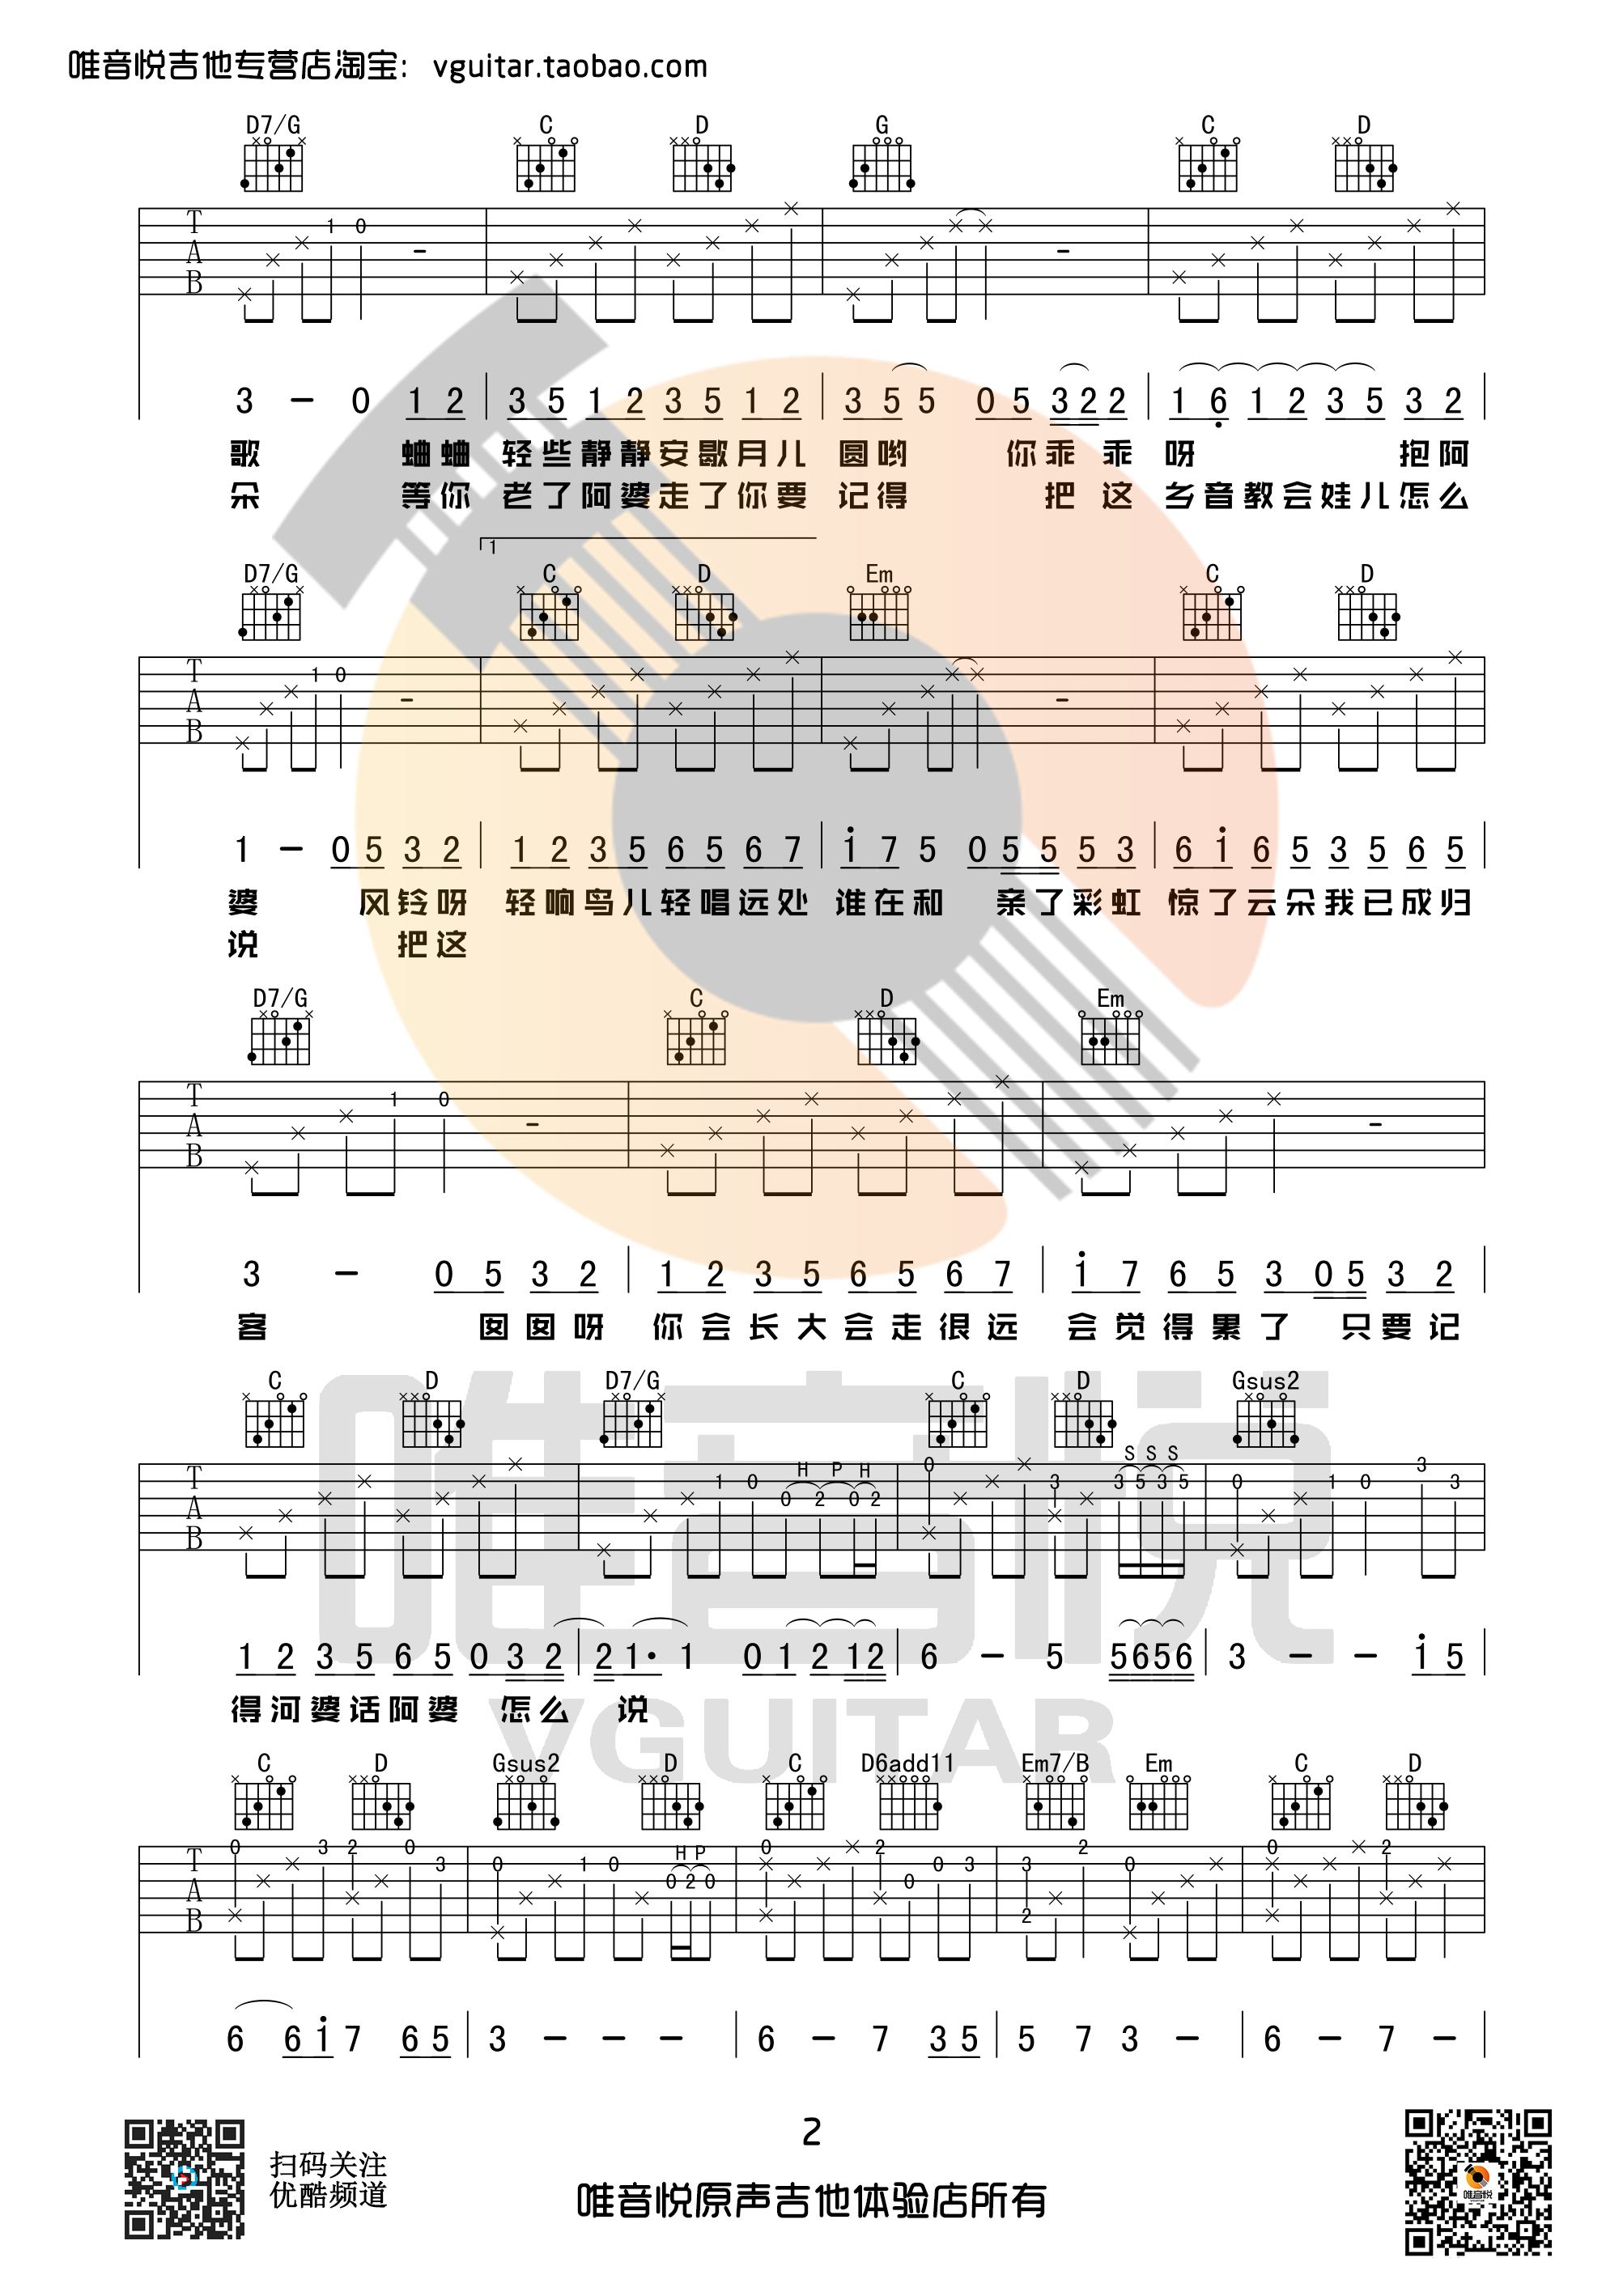 唯音悦吉他专营店淘宝: vguitar.taobao.com
D7/G C D G C D
T A B 1 0
3 — 0 1 2 3 5 1 2 3 5 1 2 3 5 5 0 5 3 2 2 1 6 1 2 3 5 3 2
歌 蛐蛐 轻些静静安歇月儿 圆哟 你乖 乖 呀 抱阿
朵 等你 老了阿婆走了你要 记得 把 这 乡音教会娃儿怎么
1
D7/G C D Em C D
T A B 1 0
1 — 0 5 3 2 1 2 3 5 6 5 6 7 i 7 5 0 5 5 5 3 6 i 6 5 3 5 6 5
婆 风铃呀 轻响鸟儿轻唱远处 谁在和 亲了彩虹 惊了云朵我已成归
说 把这
D7/G C D Em
T A B 1 0
3 — 0 5 3 2 1 2 3 5 6 5 6 7 i 7 6 5 3 0 5 3 2
客 囡囡呀 你会长大会走很远 会觉得累了 只要记
C D D7/G C D Gsus2
H P H S S S
T A B 1 0 0 2 0 2 0 3 3 5 3 5 0 1 0 3 3
1 2 3 5 6 5 0 3 2 2 1· 1 0 1 2 1 2 6 — 5 5 6 5 6 3 — — i 5
得河婆话阿婆 怎么 说
唯音悦
VGUITAR
C D Gsus2 D C D6add11 Em7/B Em C D
H P
T A B 0 3 2 0 3 0 1 0 0 2 0 0 2 0 0 3 3 2 2 0 0 2
6 6 i 7 6 5 3 — — — 6 — 7 3 5 5 7 3 — 6 — 7 —
2
扫码关注
优酷频道
唯音悦原声吉他体验店所有
唯音悦